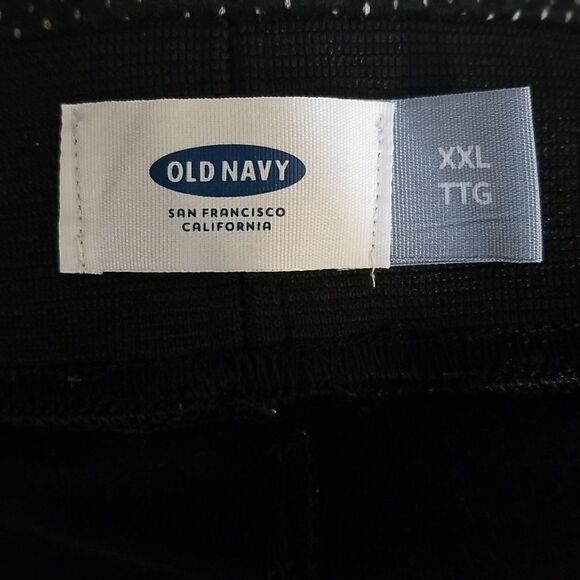 OLD NAVY
SAN FRANCISCO
CALIFORNIA
XXL
TTG